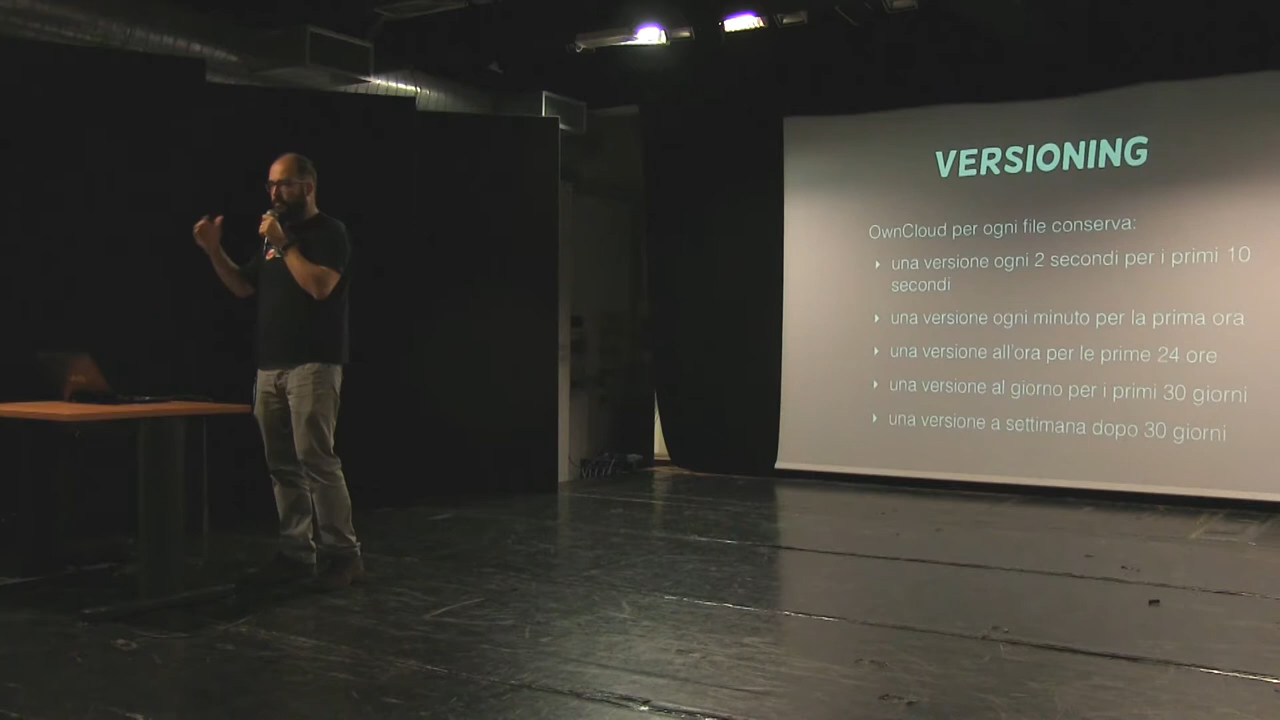 VERSIONING
OwnCloud per ogni file conserva:
una versione ogni 2 secondi per i primi 10
secondi
una versione ogni minuto per la prima ora
una versione all'ora per le prime 24 ore
una versione al giorno per i primi 30 giorni
una versione a settimana dopo 30 giorni